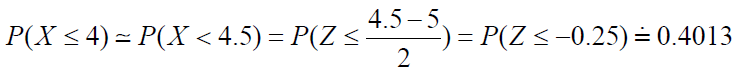 P(X ≤ 4) ≃ P(X < 4.5) = P(Z ≤ (4.5 – 5)/2) = P(Z ≤ –0.25) ≐ 0.4013